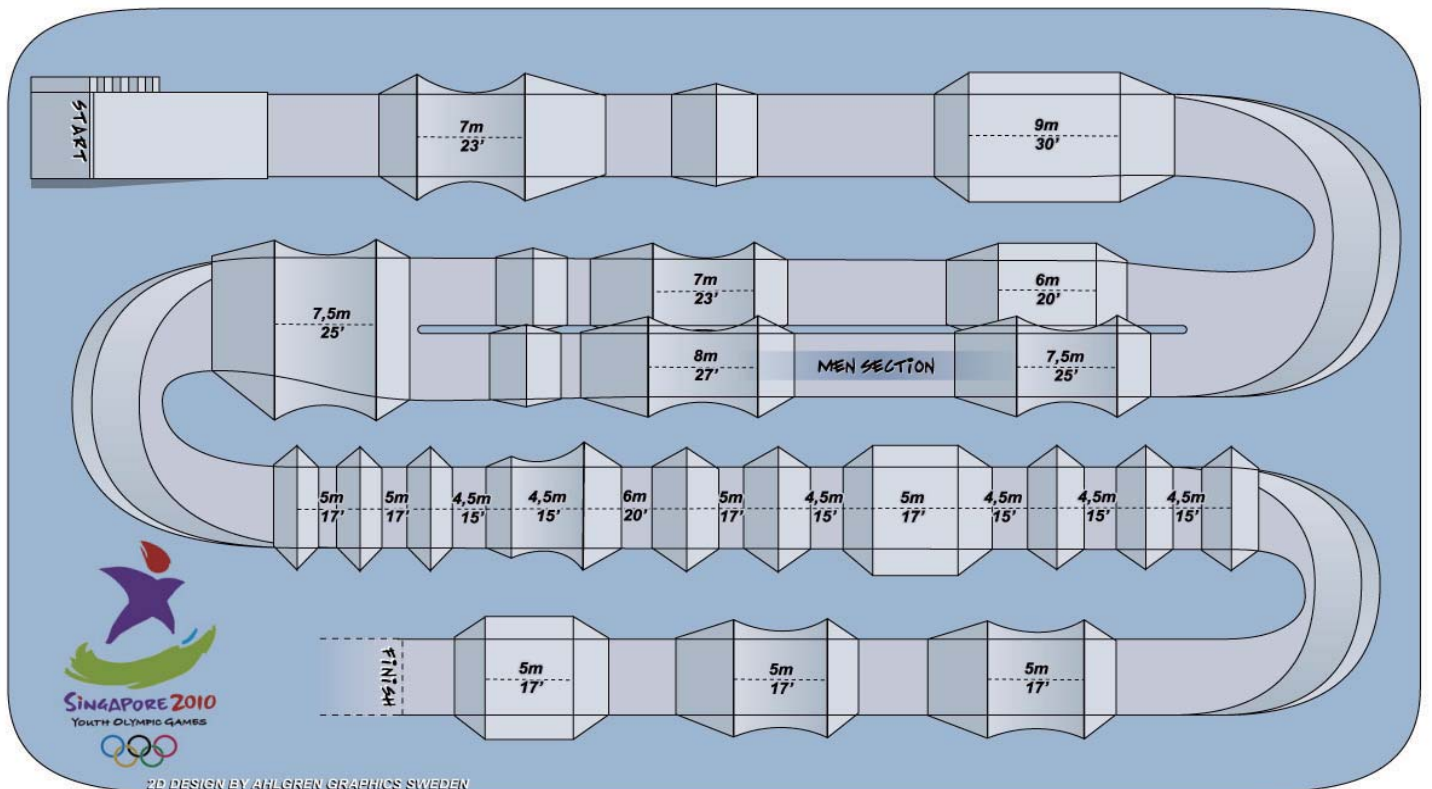 START
7m
23'
9m
30'
7,5m
25'
7m
23'
6m
20'
8m
27'
MEN SECTION
7,5m
25'
5m
17'
5m
17'
4,5m
15'
4,5m
15'
6m
20'
5m
17'
4,5m
15'
5m
17'
4,5m
15'
4,5m
15'
4,5m
15'
FINISH
5m
17'
5m
17'
5m
17'
SINGAPORE 2010
YOUTH OLYMPIC GAMES
2D DESIGN BY AHLGREN GRAPHICS SWEDEN